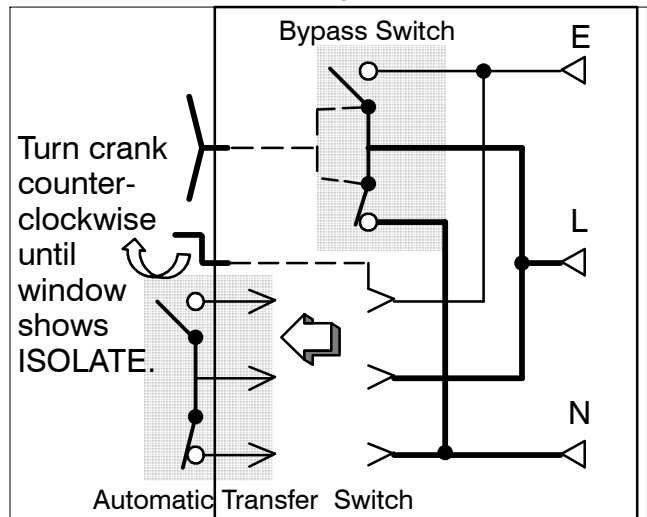 Bypass Switch
E
Turn crank
counter-
clockwise
until
window
shows
ISOLATE.
L
N
Automatic Transfer Switch